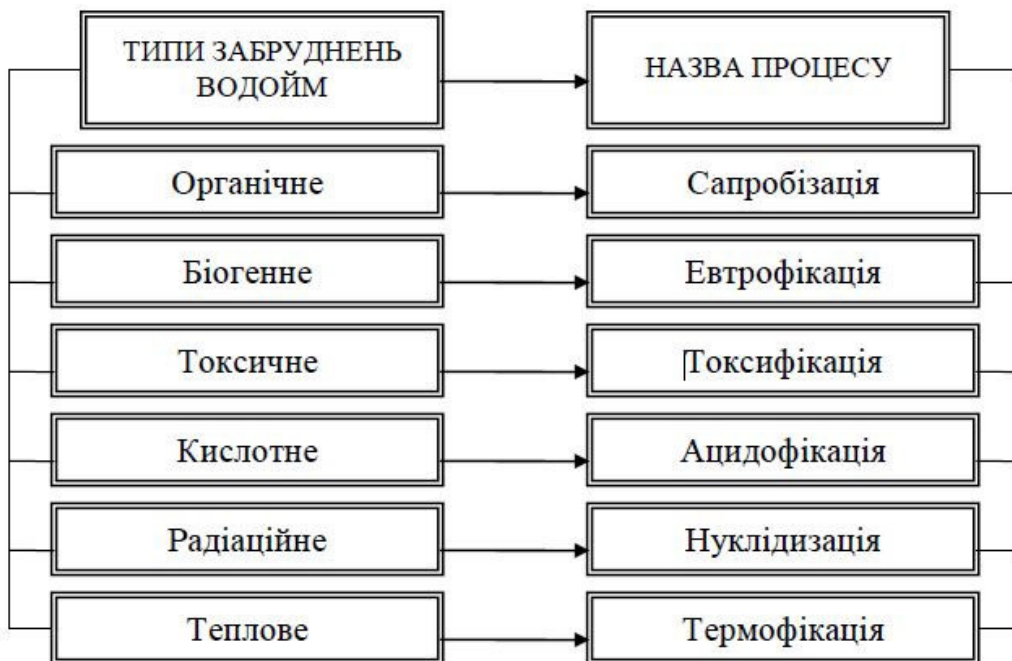 ТИПИ ЗАБРУДНЕНЬ
ВОДОЙМ
НАЗВА ПРОЦЕСУ
Органічне
Сапробізація
Біогенне
Евтрофікація
Токсичне
Токсифікація
Кислотне
Ацидофікація
Радіаційне
Нуклідизація
Теплове
Термофікація